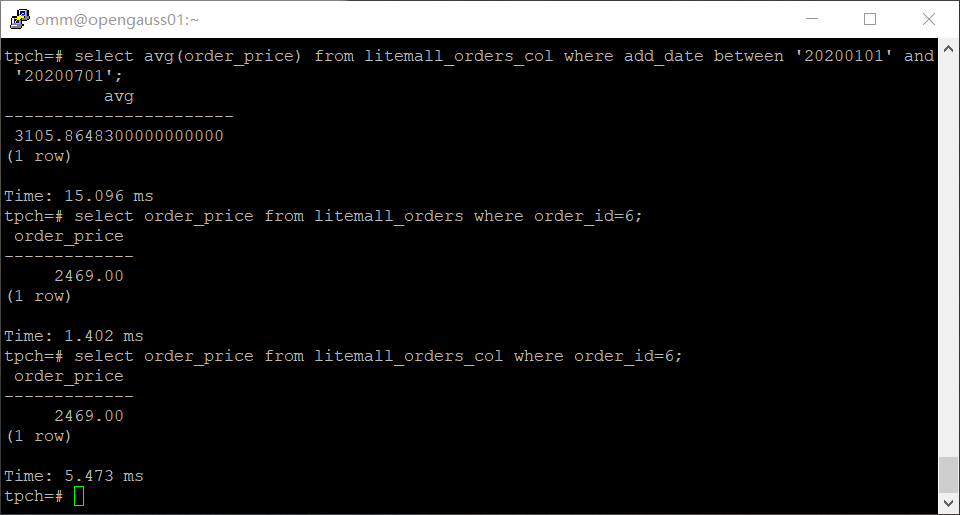 omm@opengauss01:~
tpch=# select avg(order_price) from litemall_orders_col where add_date between '20200101' and
 '20200701';
          avg
-----------------------
 3105.8648300000000000
(1 row)

Time: 15.096 ms
tpch=# select order_price from litemall_orders where order_id=6;
 order_price
-------------
     2469.00
(1 row)

Time: 1.402 ms
tpch=# select order_price from litemall_orders_col where order_id=6;
 order_price
-------------
     2469.00
(1 row)

Time: 5.473 ms
tpch=#